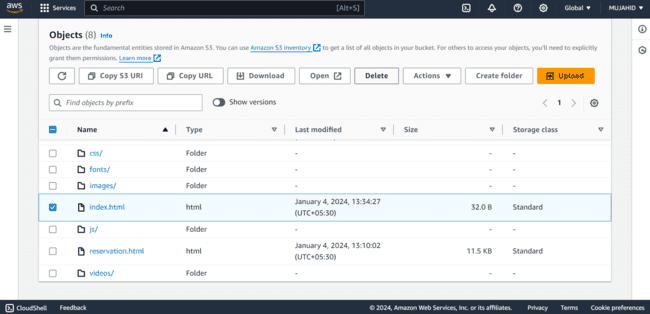 aws Services Search [Alt+S] Global MUJAHID
Objects (8) Info
Objects are the fundamental entities stored in Amazon S3. You can use Amazon S3 inventory to get a list of all objects in your bucket. For others to access your objects, you'll need to explicitly
grant them permissions. Learn more
Copy S3 URI Copy URL Download Open Delete Actions Create folder Upload
Find objects by prefix Show versions 1
Name Type Last modified Size Storage class
css/ Folder - - -
fonts/ Folder - - -
images/ Folder - - -
index.html html January 4, 2024, 13:34:27 (UTC+05:30) 32.0 B Standard
js/ Folder - - -
reservation.html html January 4, 2024, 13:10:02 (UTC+05:30) 11.5 KB Standard
videos/ Folder - - -
CloudShell Feedback © 2024, Amazon Web Services, Inc. or its affiliates. Privacy Terms Cookie preferences